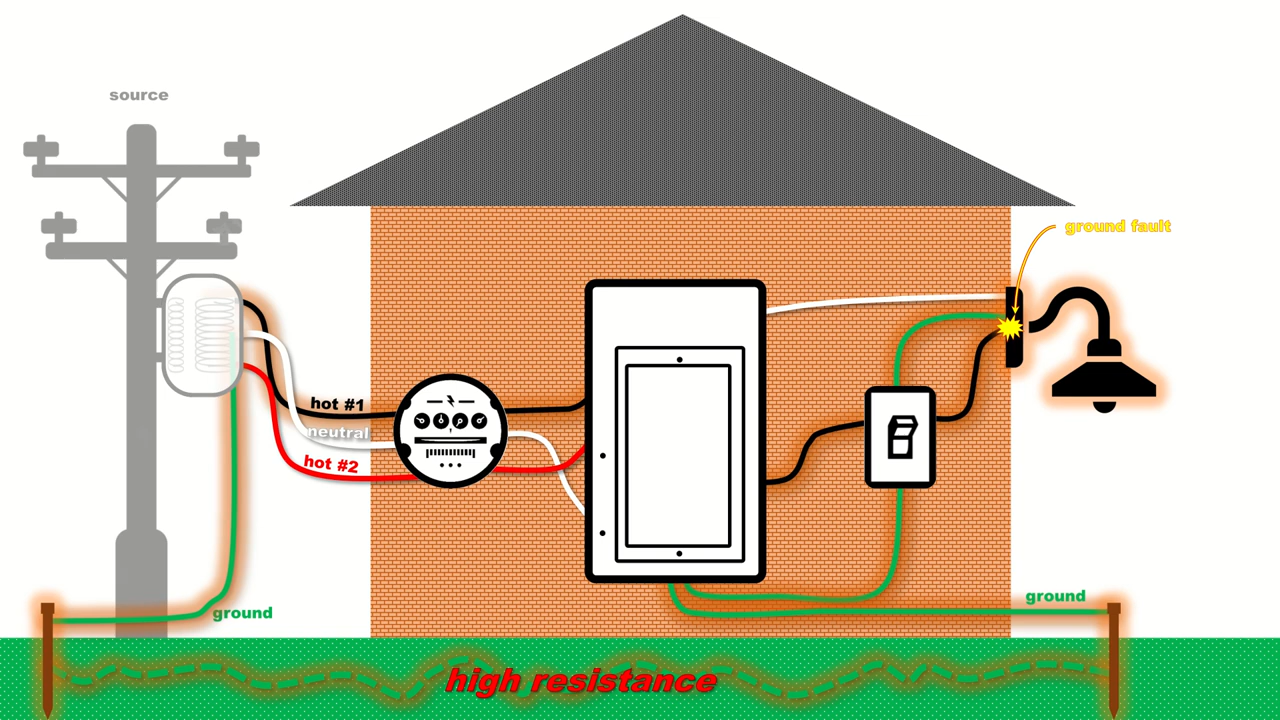 source
ground fault
hot #1
neutral
hot #2
ground
ground
high resistance